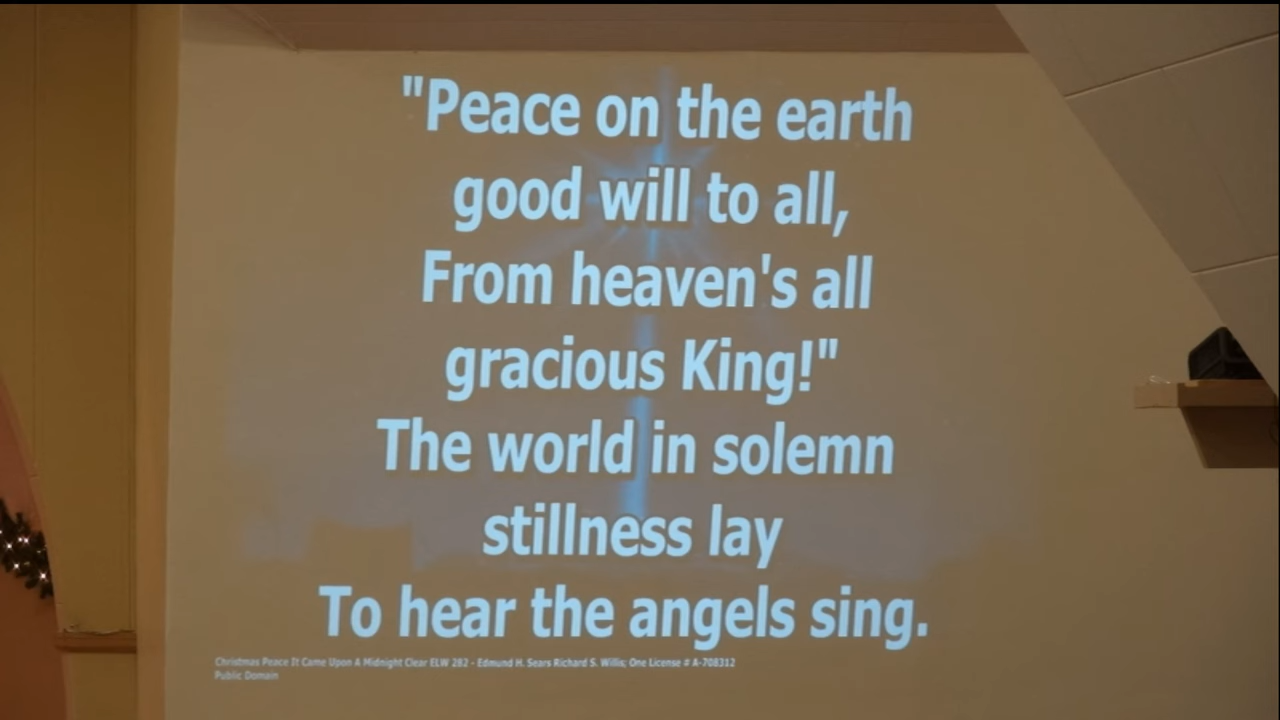 "Peace on the earth
good will to all,
From heaven's all
gracious King!"
The world in solemn
stillness lay
To hear the angels sing.
Christmas Peace It Came Upon A Midnight Clear ELW 282 - Edmund H. Sears Richard S. Willis; One License # A-708312
Public Domain